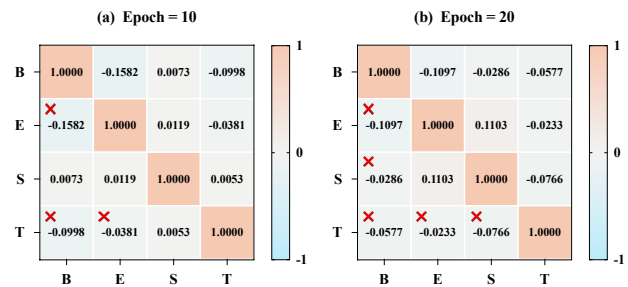 (a) Epoch = 10
B 1.0000 -0.1582 0.0073 -0.0998
E -0.1582 1.0000 0.0119 -0.0381
S 0.0073 0.0119 1.0000 0.0053
T -0.0998 -0.0381 0.0053 1.0000
B E S T
1
0
-1
(b) Epoch = 20
B 1.0000 -0.1097 -0.0286 -0.0577
E -0.1097 1.0000 0.1103 -0.0233
S -0.0286 0.1103 1.0000 -0.0766
T -0.0577 -0.0233 -0.0766 1.0000
B E S T
1
0
-1